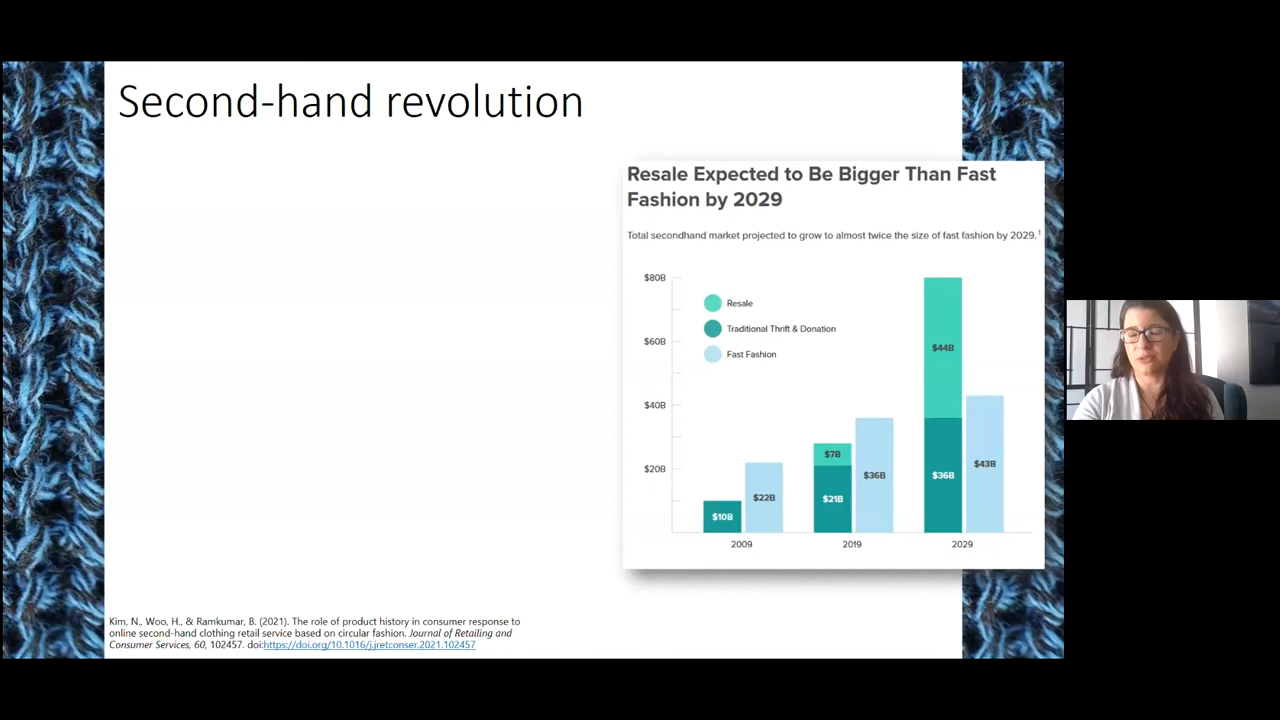 Second-hand revolution
Resale Expected to Be Bigger Than Fast
Fashion by 2029
Total secondhand market projected to grow to almost twice the size of fast fashion by 2029.¹
$80B
$60B
$40B
$20B
Resale
Traditional Thrift & Donation
Fast Fashion
$10B
$22B
$7B
$21B
$36B
$44B
$36B
$43B
2009
2019
2029
Kim, N., Woo, H., & Ramkumar, B. (2021). The role of product history in consumer response to
online second-hand clothing retail service based on circular fashion. Journal of Retailing and
Consumer Services, 60, 102457. doi:https://doi.org/10.1016/j.jretconser.2021.102457